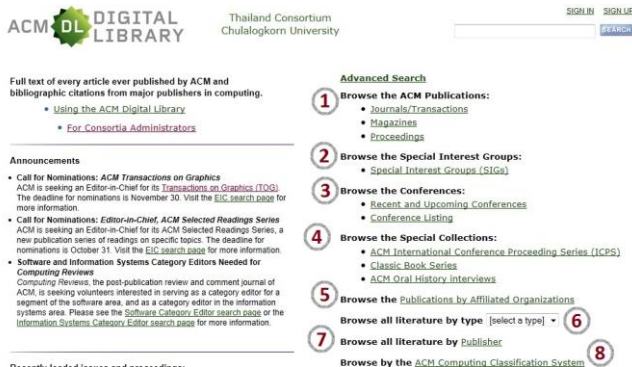 ACM DL DIGITAL
LIBRARY
Thailand Consortium
Chulalogkorn University
SIGN IN SIGN UP
SEARCH
Full text of every article ever published by ACM and
bibliographic citations from major publishers in computing.
• Using the ACM Digital Library
• For Consortia Administrators
Announcements
• Call for Nominations: ACM Transactions on Graphics
ACM is seeking an Editor-in-Chief for its Transactions on Graphics (TOG).
The deadline for nominations is November 30. Visit the EIC search page for
more information.
• Call for Nominations: Editor-in-Chief, ACM Selected Readings Series
ACM is seeking an Editor-in-Chief for its ACM Selected Readings Series, a
new publication series of readings on specific topics. The deadline for
nominations is October 31. Visit the EIC search page for more information.
• Software and Information Systems Category Editors Needed for
Computing Reviews
Computing Reviews, the post-publication review and comment journal of
ACM, is seeking volunteers interested in serving as a category editor for a
segment of the software area, and as a category editor in the information
systems area. Please see the Software Category Editor search page or the
Information Systems Category Editor search page for more information.
Recently loaded issues and proceedings:
Advanced Search
1 Browse the ACM Publications:
• Journals/Transactions
• Magazines
• Proceedings
2 Browse the Special Interest Groups:
• Special Interest Groups (SIGs)
3 Browse the Conferences:
• Recent and Upcoming Conferences
• Conference Listing
4 Browse the Special Collections:
• ACM International Conference Proceeding Series (ICPS)
• Classic Book Series
• ACM Oral History interviews
5 Browse the Publications by Affiliated Organizations
Browse all literature by type [select a type] 6
7 Browse all literature by Publisher
Browse by the ACM Computing Classification System 8